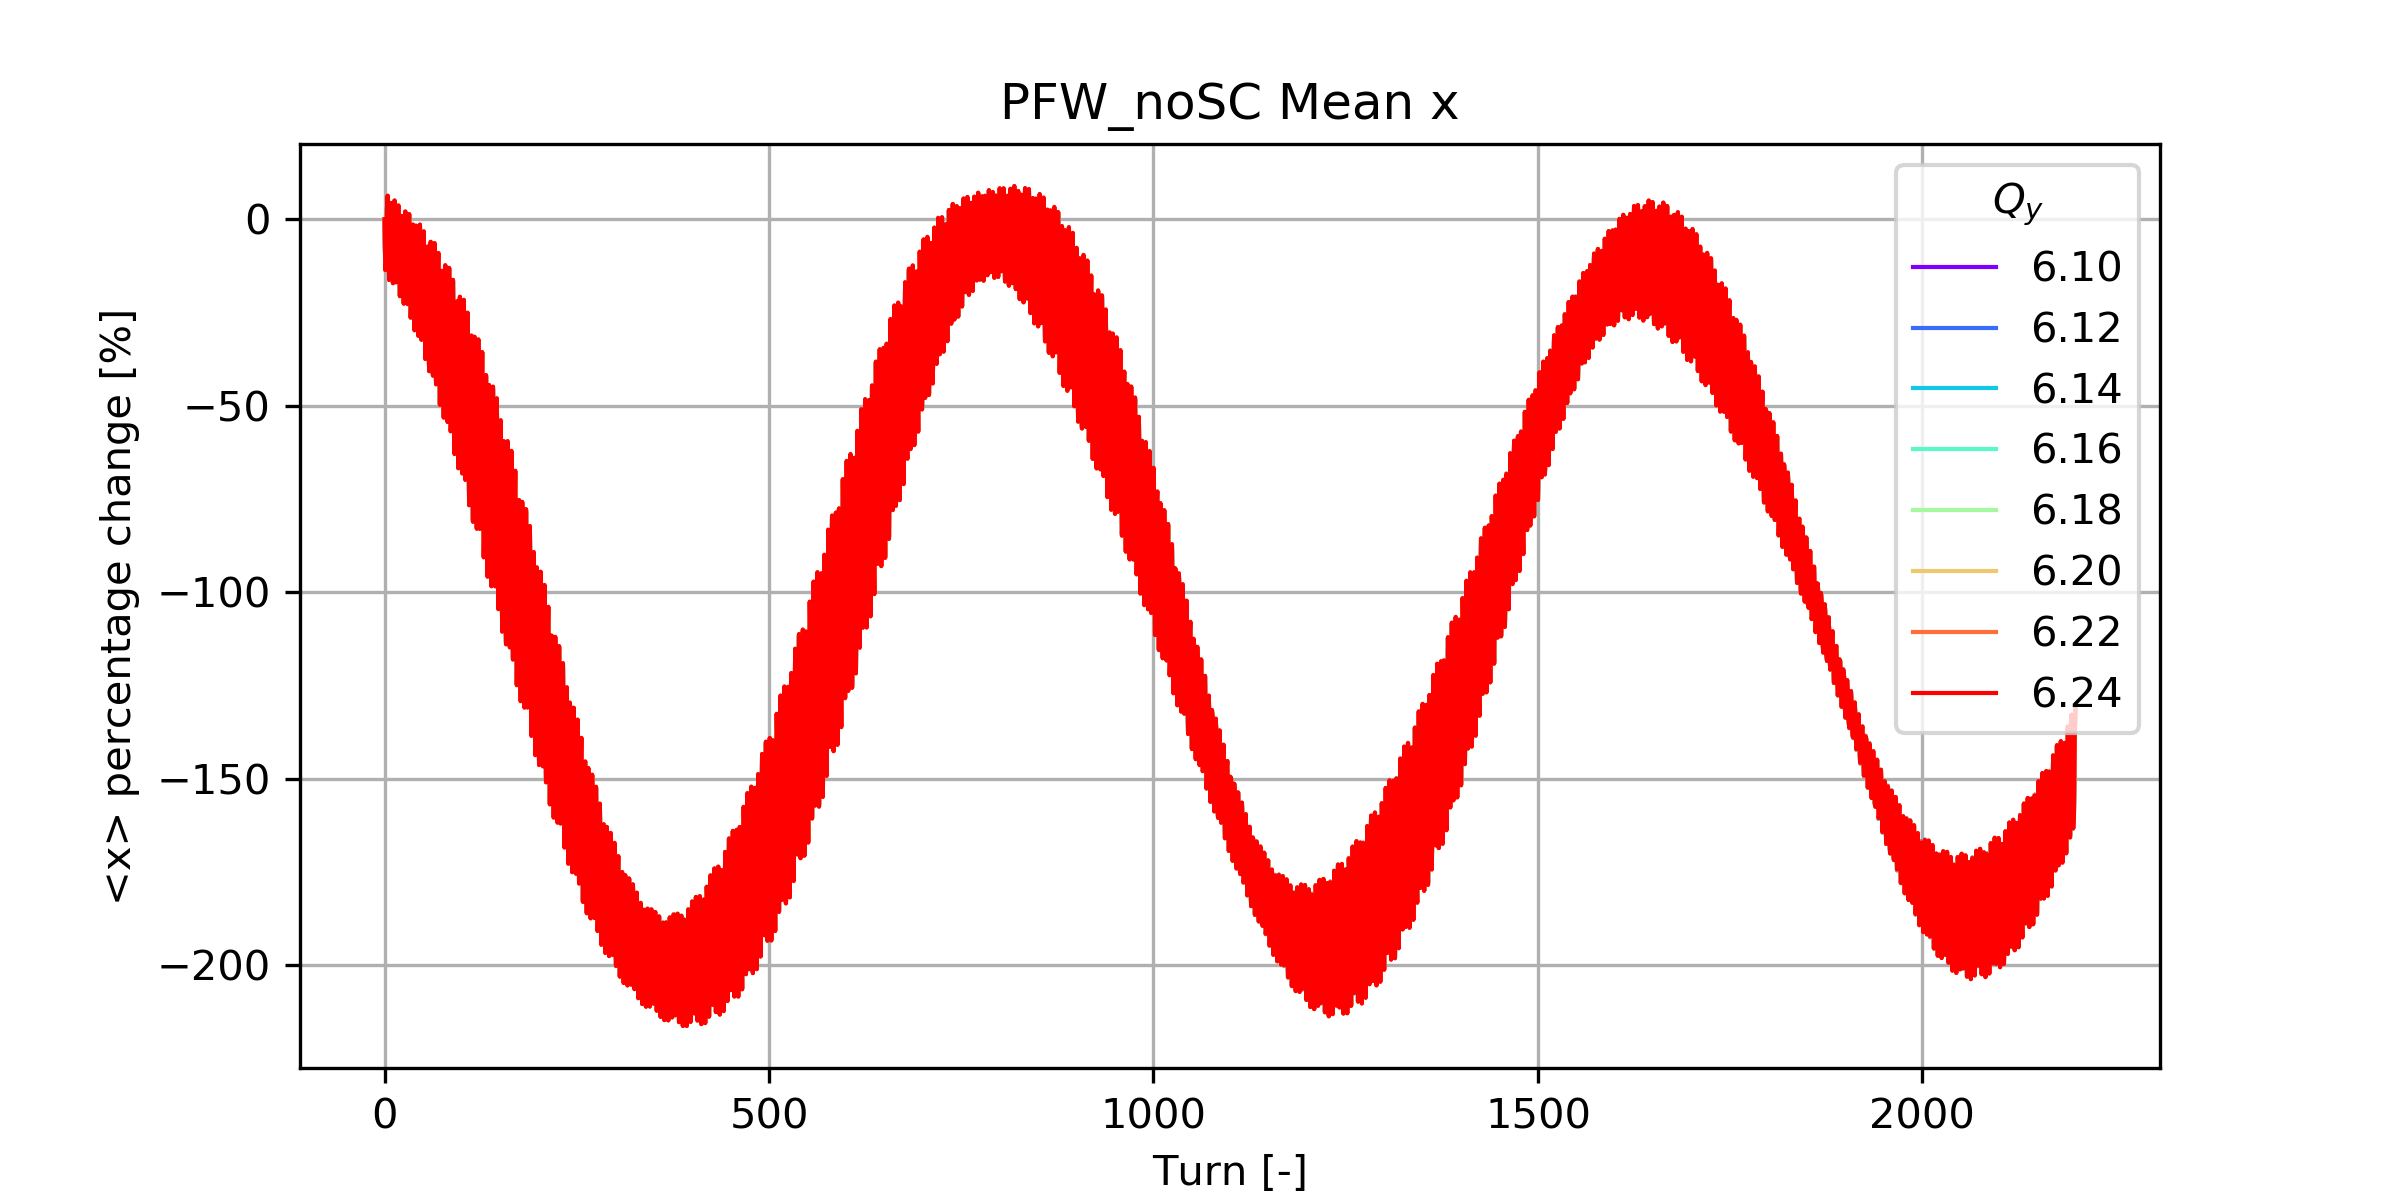 PFW_noSC Mean x
<x> percentage change [%]
0
−50
−100
−150
−200
Q_y
6.10
6.12
6.14
6.16
6.18
6.20
6.22
6.24
0 500 1000 1500 2000
Turn [-]